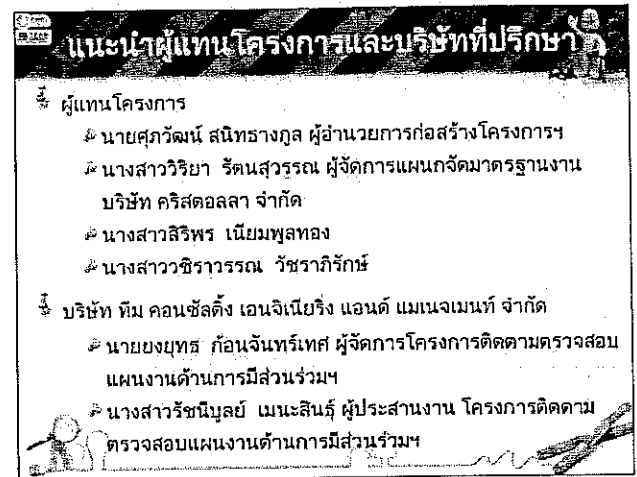 แนะนำผู้แทนโครงการและบริษัทที่ปรึกษา
ผู้แทนโครงการ
นายศุภวัฒน์ สนิทธางกูล ผู้อำนวยการก่อสร้างโครงการฯ
นางสาววิริยา รัตนสุวรรณ ผู้จัดการแผนกจัดมาตรฐานงาน
บริษัท คริสตอลลา จำกัด
นางสาวสิริพร เนียมพูลทอง
นางสาววชิราวรรณ วัชราภิรักษ์
บริษัท ทีม คอนซัลติ้ง เอนจิเนียริ่ง แอนด์ แมเนจเมนท์ จำกัด
นายยงยุทธ ก้อนจันทร์เทศ ผู้จัดการโครงการติดตามตรวจสอบ
แผนงานด้านการมีส่วนร่วมฯ
นางสาวรัชนีบูลย์ เมนะสินธุ์ ผู้ประสานงาน โครงการติดตาม
ตรวจสอบแผนงานด้านการมีส่วนร่วมฯ